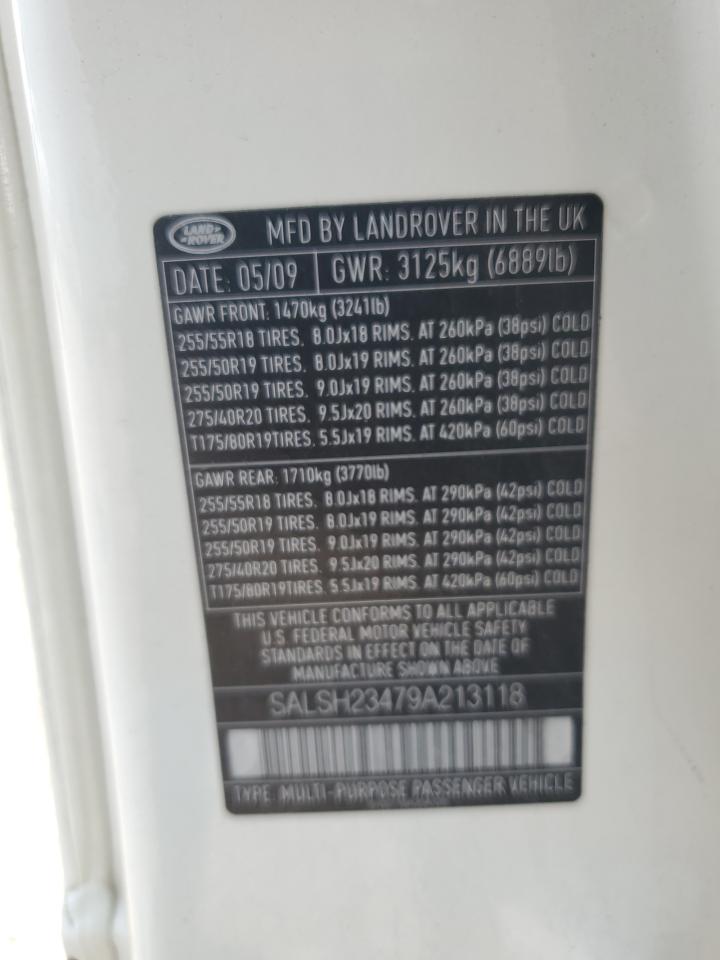 LAND ROVER MFD BY LANDROVER IN THE UK
DATE: 05/09 GWR: 3125kg (6889lb)
GAWR FRONT: 1470kg (3241lb)
255/55R18 TIRES. 8.0Jx18 RIMS. AT 260kPa (38psi) COLD
255/50R19 TIRES. 8.0Jx19 RIMS. AT 260kPa (38psi) COLD
255/50R19 TIRES. 9.0Jx19 RIMS. AT 260kPa (38psi) COLD
275/40R20 TIRES. 9.5Jx20 RIMS. AT 260kPa (38psi) COLD
T175/80R19TIRES. 5.5Jx19 RIMS. AT 420kPa (60psi) COLD
GAWR REAR: 1710kg (3770lb)
255/55R18 TIRES. 8.0Jx18 RIMS. AT 290kPa (42psi) COLD
255/50R19 TIRES. 8.0Jx19 RIMS. AT 290kPa (42psi) COLD
255/50R19 TIRES. 9.0Jx19 RIMS. AT 290kPa (42psi) COLD
275/40R20 TIRES. 9.5Jx20 RIMS. AT 290kPa (42psi) COLD
T175/80R19TIRES. 5.5Jx19 RIMS. AT 420kPa (60psi) COLD
THIS VEHICLE CONFORMS TO ALL APPLICABLE
U.S. FEDERAL MOTOR VEHICLE SAFETY
STANDARDS IN EFFECT ON THE DATE OF
MANUFACTURE SHOWN ABOVE
SALSH23479A213118
TYPE: MULTI-PURPOSE PASSENGER VEHICLE